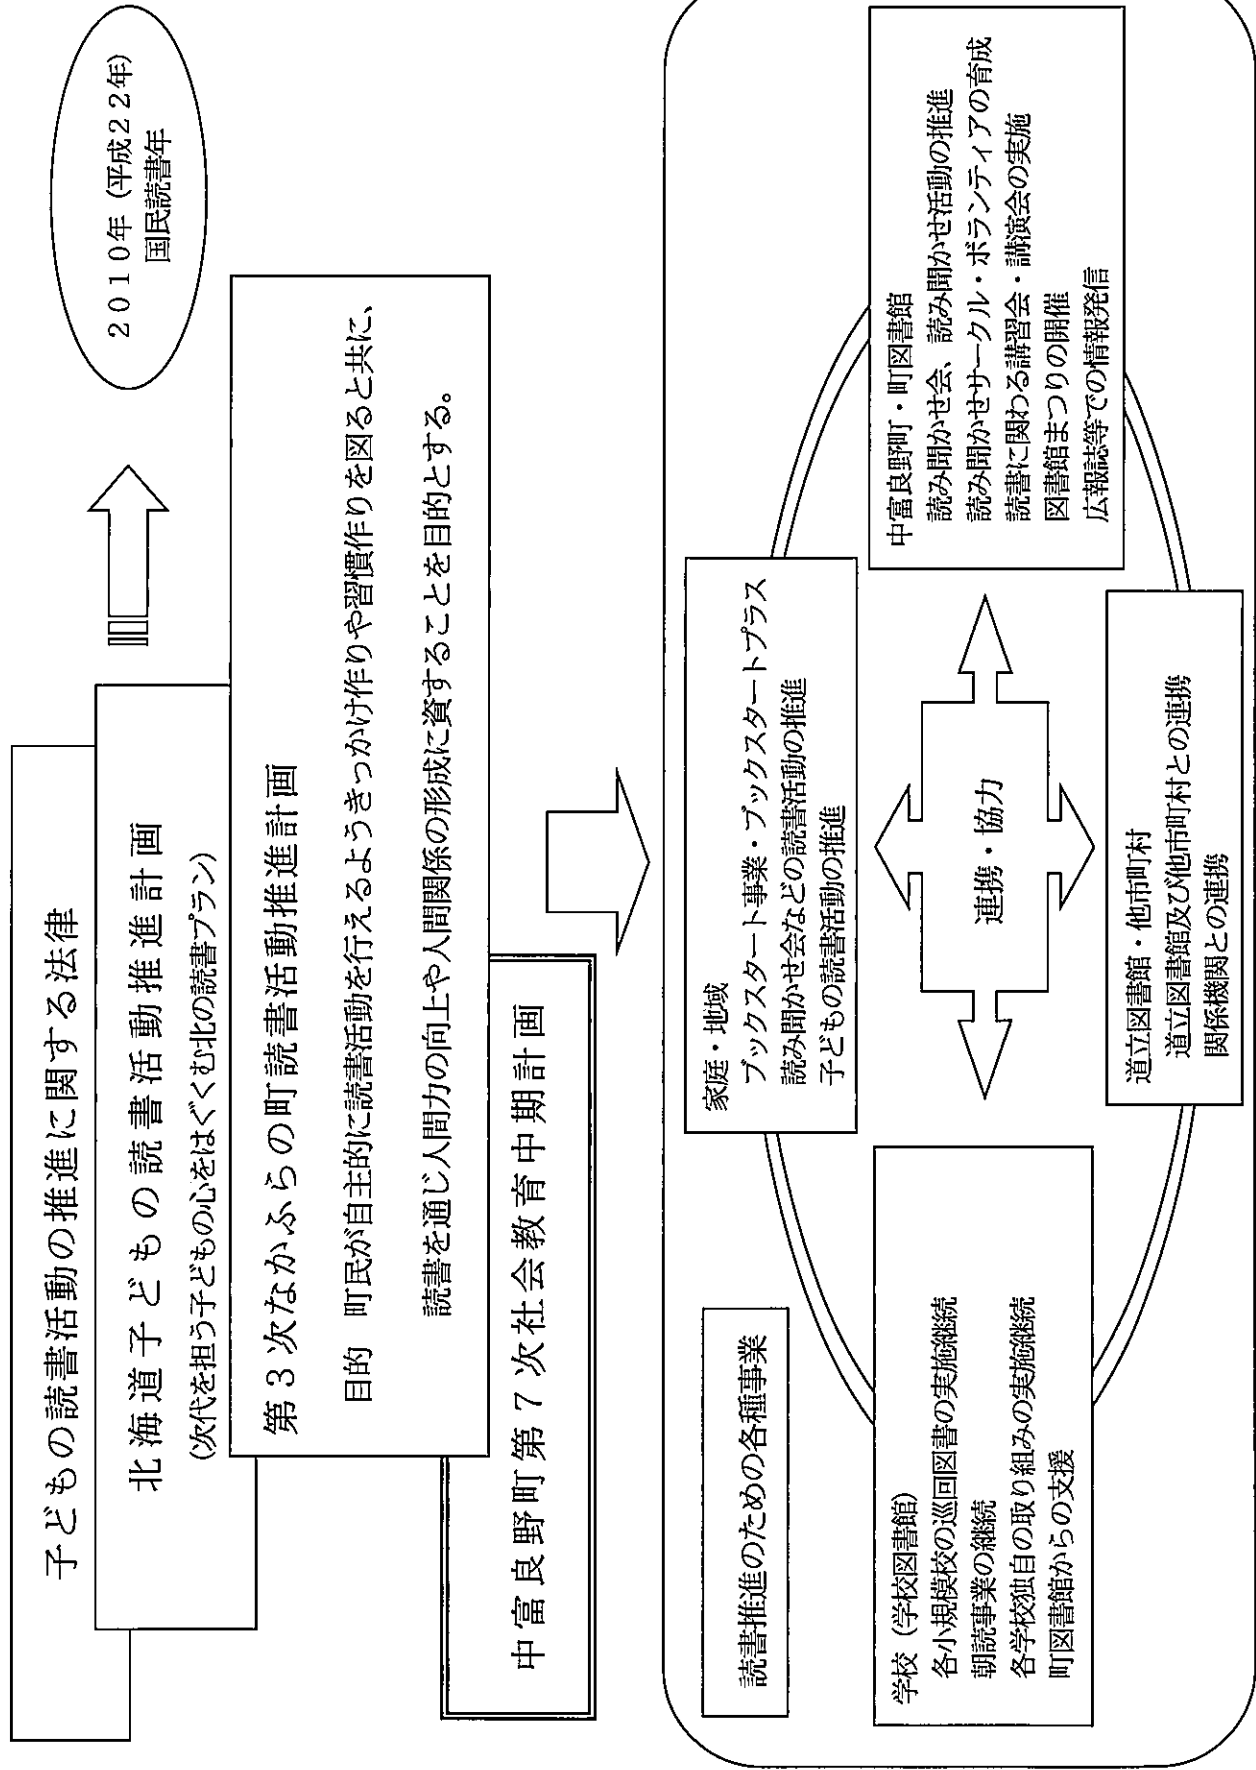 子どもの読書活動の推進に関する法律
北海道子どもの読書活動推進計画
(次代を担う子どもの心をはぐくむ北の読書プラン)
2010年(平成22年)
国民読書年
第3次なかふらの町読書活動推進計画
目的　町民が自主的に読書活動を行えるようきっかけ作りや習慣作りを図ると共に、
読書を通じ人間力の向上や人間関係の形成に資することを目的とする。
中富良野町第7次社会教育中期計画
読書推進のための各種事業
家庭・地域
ブックスタート事業・ブックスタートプラス
読み聞かせ会などの読書活動の推進
子どもの読書活動の推進
学校(学校図書館)
各小規模校の巡回図書の実施継続
朝読事業の継続
各学校独自の取り組みの実施継続
町図書館からの支援
連携・協力
中富良野町・町図書館
読み聞かせ会、読み聞かせ活動の推進
読み聞かせサークル・ボランティアの育成
読書に関わる講習会・講演会の実施
図書館まつりの開催
広報誌等での情報発信
道立図書館・他市町村
道立図書館及び他市町村との連携
関係機関との連携